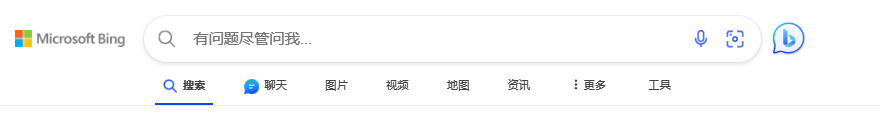 Microsoft Bing
有问题尽管问我...
搜索 聊天 图片 视频 地图 资讯 更多 工具